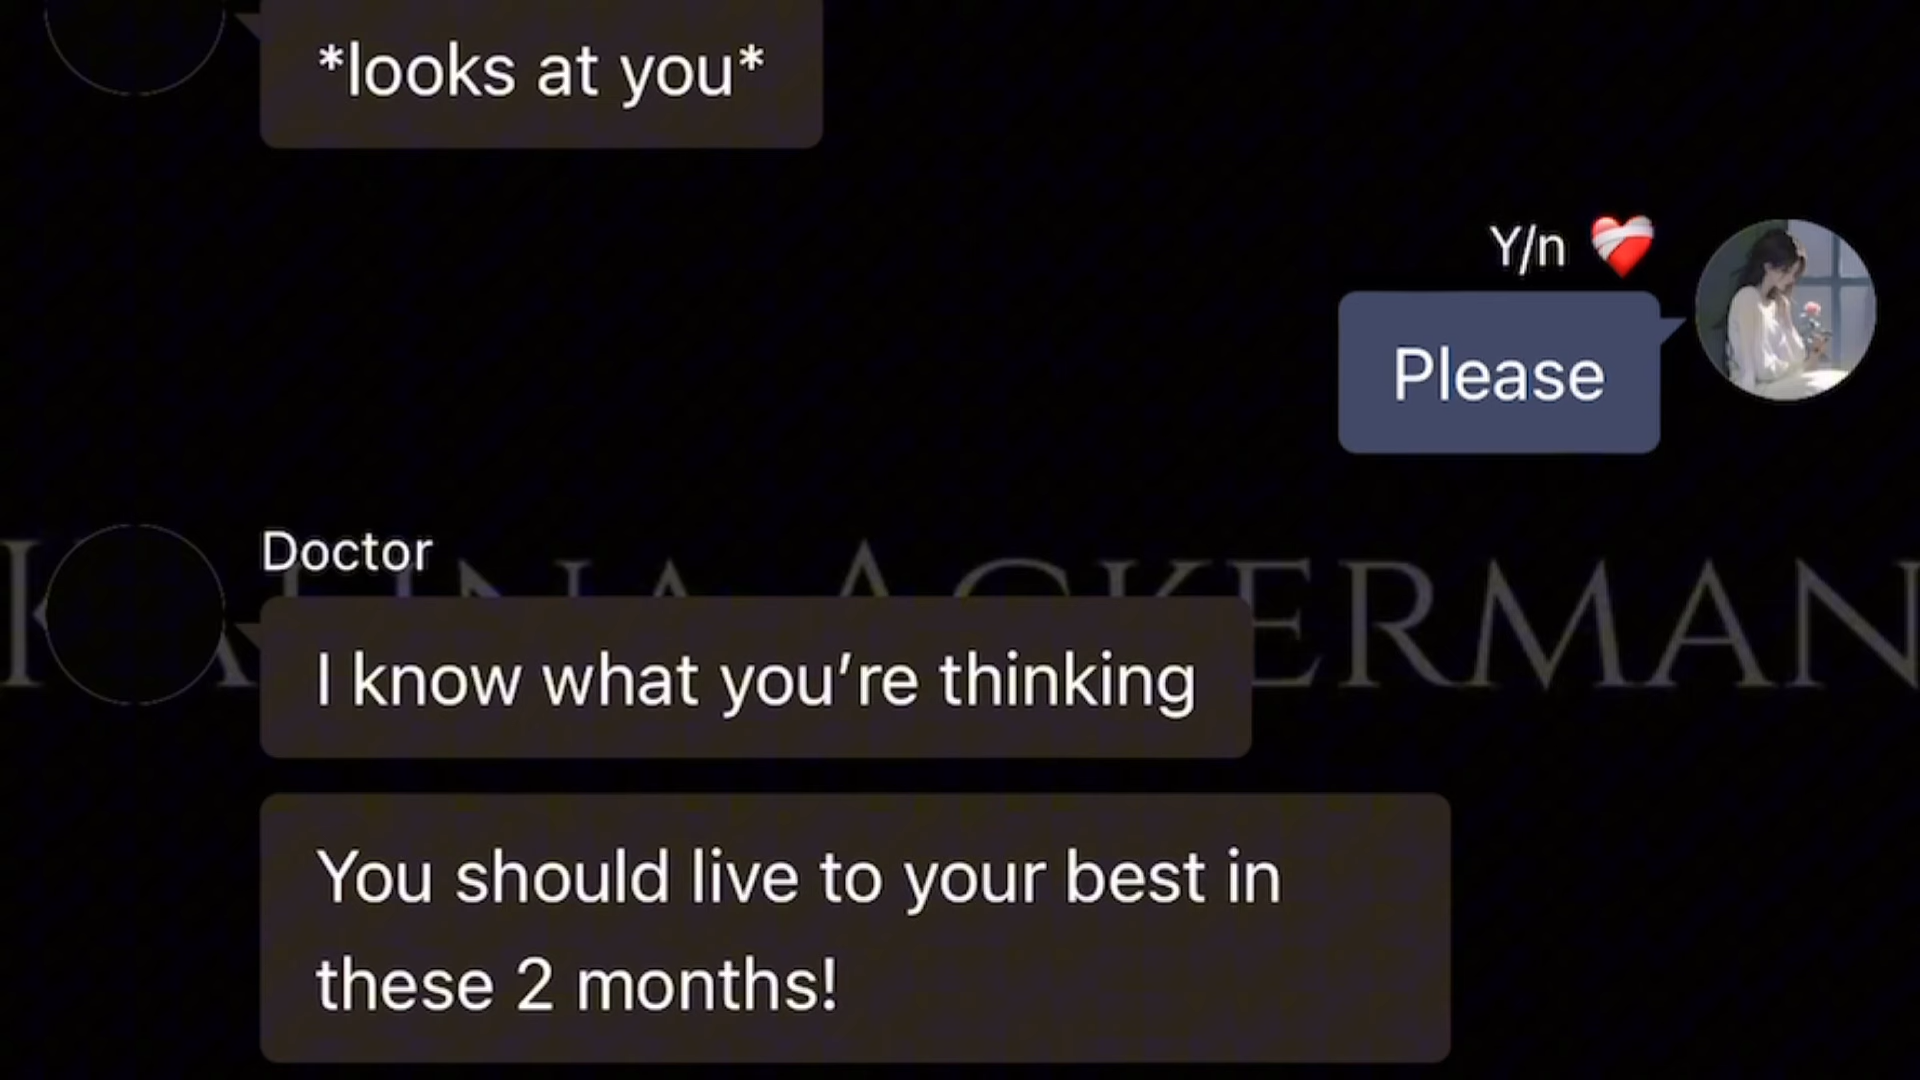 *looks at you*
Y/n ❤️‍🩹
Please
Doctor
I know what you're thinking
You should live to your best in
these 2 months!
ACKERMAN